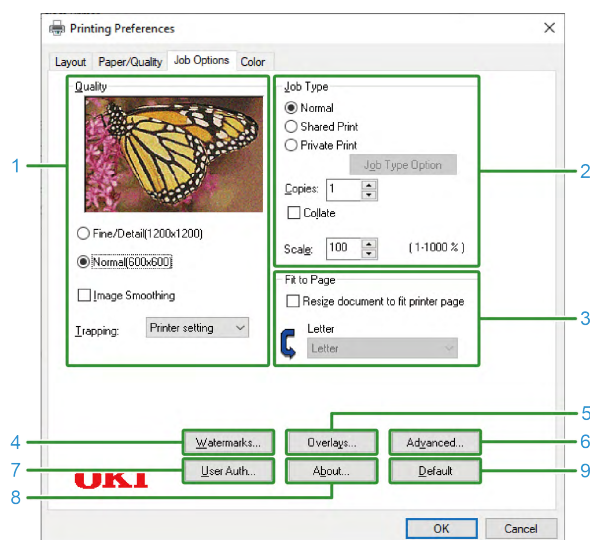 Printing Preferences
Layout Paper/Quality Job Options Color
Quality
Fine/Detail(1200x1200)
Normal(600x600)
Image Smoothing
Trapping: Printer setting
Job Type
Normal
Shared Print
Private Print
Job Type Option
Copies: 1
Collate
Scale: 100 (1-1000 %)
Fit to Page
Resize document to fit printer page
Letter
Letter
1
2
3
5
4 Watermarks... Overlays... Advanced... 6
7 User Auth... About... Default 9
OKI
8
OK Cancel